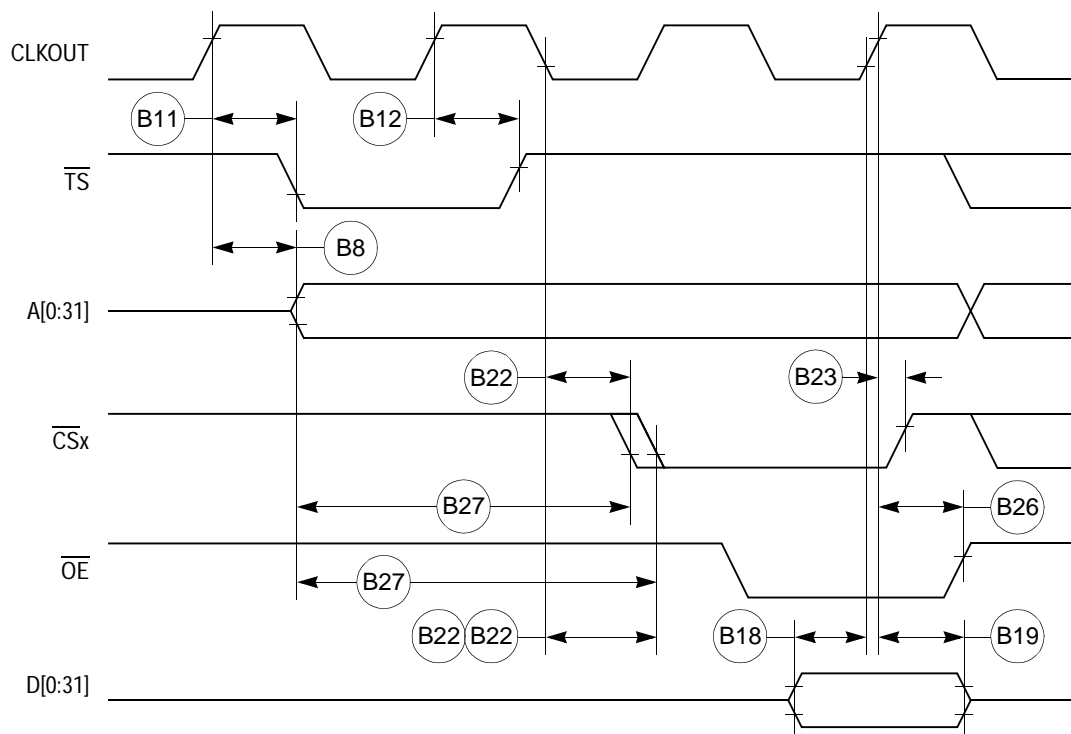 CLKOUT
B11
B12
TS
B8
A[0:31]
B22
B23
CSx
B27
B26
OE
B27
B22 B22
B18
B19
D[0:31]